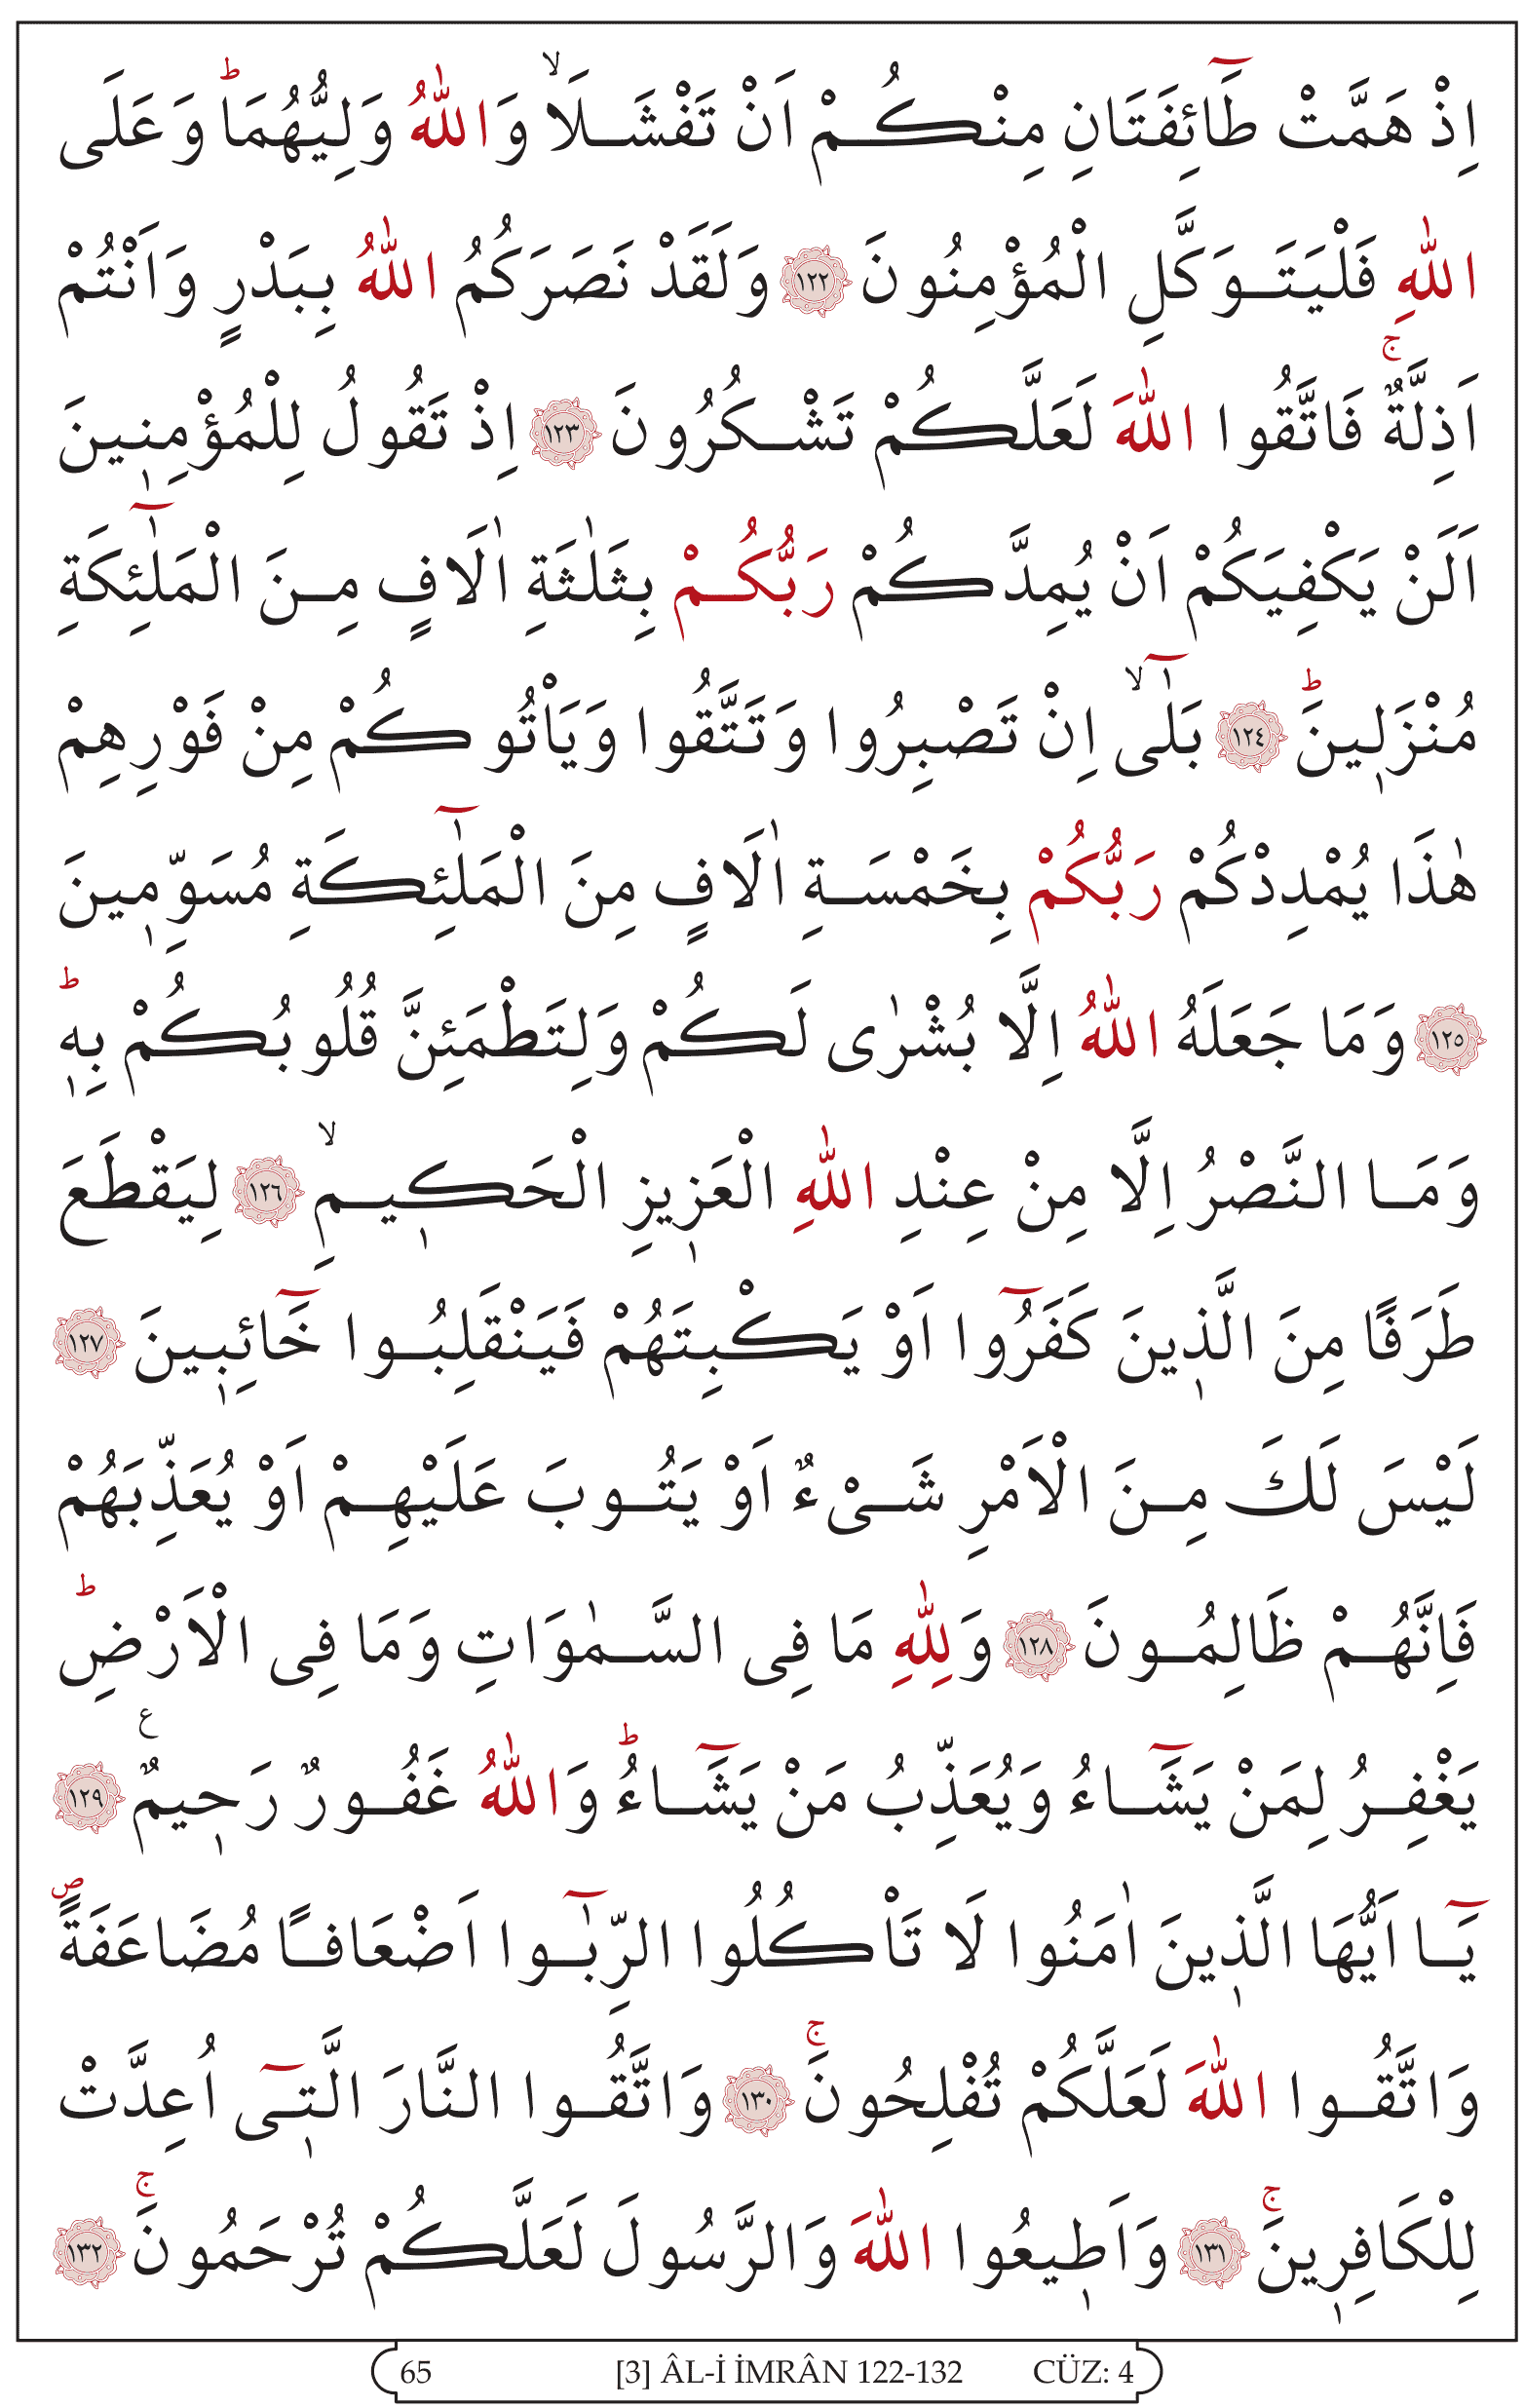 اِذْ هَمَّتْ طَٓائِفَتَانِ مِنْكُمْ اَنْ تَفْشَلَاۙ وَاللّٰهُ وَلِيُّهُمَاۜ وَعَلَى
اللّٰهِ فَلْيَتَوَكَّلِ الْمُؤْمِنُونَ ﴿١٢٢﴾ وَلَقَدْ نَصَرَكُمُ اللّٰهُ بِبَدْرٍ وَاَنْتُمْ
اَذِلَّةٌۚ فَاتَّقُوا اللّٰهَ لَعَلَّكُمْ تَشْكُرُونَ ﴿١٢٣﴾ اِذْ تَقُولُ لِلْمُؤْمِن۪ينَ
اَلَنْ يَكْفِيَكُمْ اَنْ يُمِدَّكُمْ رَبُّكُمْ بِثَلٰثَةِ اٰلَافٍ مِنَ الْمَلٰٓئِكَةِ
مُنْزَل۪ينَۜ ﴿١٢٤﴾ بَلٰٓىۙ اِنْ تَصْبِرُوا وَتَتَّقُوا وَيَأْتُوكُمْ مِنْ فَوْرِهِمْ
هٰذَا يُمْدِدْكُمْ رَبُّكُمْ بِخَمْسَةِ اٰلَافٍ مِنَ الْمَلٰٓئِكَةِ مُسَوِّم۪ينَ
﴿١٢٥﴾ وَمَا جَعَلَهُ اللّٰهُ اِلَّا بُشْرٰى لَكُمْ وَلِتَطْمَئِنَّ قُلُوبُكُمْ بِه۪ۜ
وَمَا النَّصْرُ اِلَّا مِنْ عِنْدِ اللّٰهِ الْعَز۪يزِ الْحَك۪يمِۙ ﴿١٢٦﴾ لِيَقْطَعَ
طَرَفًا مِنَ الَّذ۪ينَ كَفَرُٓوا اَوْ يَكْبِتَهُمْ فَيَنْقَلِبُوا خَٓائِب۪ينَ ﴿١٢٧﴾
لَيْسَ لَكَ مِنَ الْاَمْرِ شَىْءٌ اَوْ يَتُوبَ عَلَيْهِمْ اَوْ يُعَذِّبَهُمْ
فَاِنَّهُمْ ظَالِمُونَ ﴿١٢٨﴾ وَلِلّٰهِ مَا فِى السَّمٰوَاتِ وَمَا فِى الْاَرْضِۜ
يَغْفِرُ لِمَنْ يَشَٓاءُ وَيُعَذِّبُ مَنْ يَشَٓاءُۜ وَاللّٰهُ غَفُورٌ رَح۪يمٌ ع ﴿١٢٩﴾
يَٓا اَيُّهَا الَّذ۪ينَ اٰمَنُوا لَا تَأْكُلُوا الرِّبٰٓوا اَضْعَافًا مُضَاعَفَةًۖ
وَاتَّقُوا اللّٰهَ لَعَلَّكُمْ تُفْلِحُونَۚ ﴿١٣٠﴾ وَاتَّقُوا النَّارَ الَّت۪ٓى اُعِدَّتْ
لِلْكَافِر۪ينَۚ ﴿١٣١﴾ وَاَط۪يعُوا اللّٰهَ وَالرَّسُولَ لَعَلَّكُمْ تُرْحَمُونَۚ ﴿١٣٢﴾
65 [3] ÂL-İ İMRÂN 122-132 CÜZ: 4